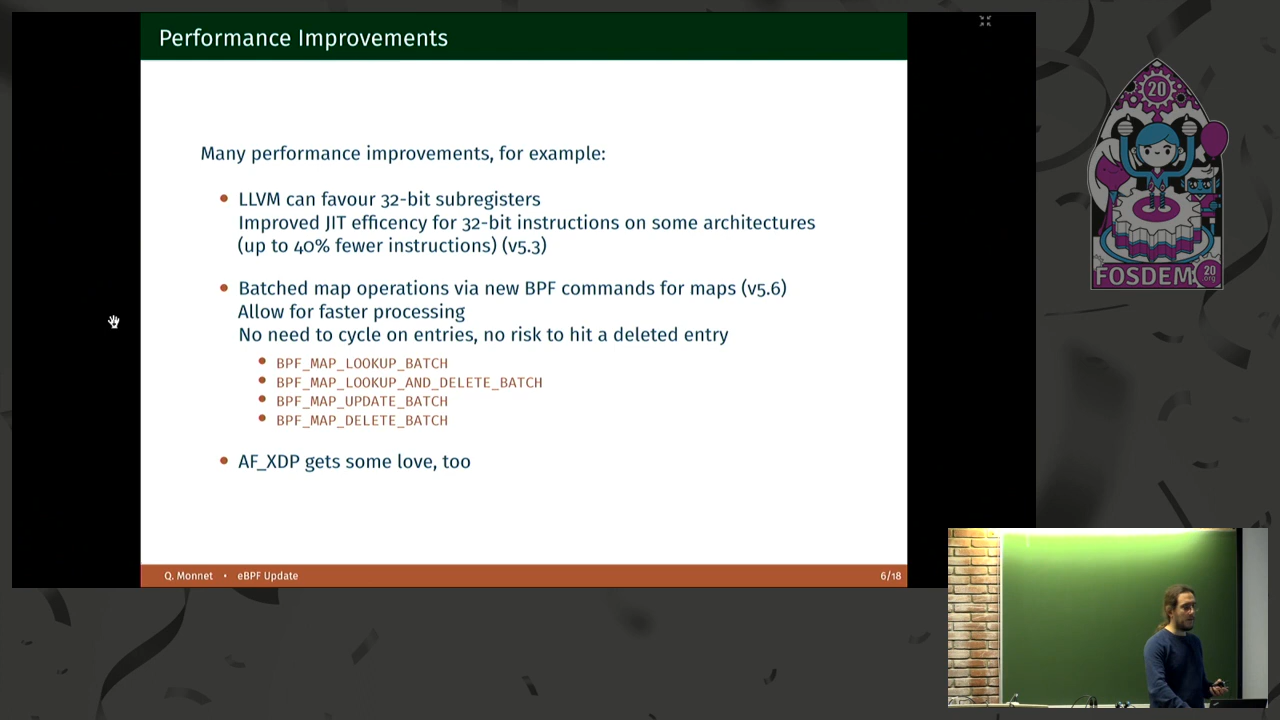 Performance Improvements
Many performance improvements, for example:
LLVM can favour 32-bit subregisters
Improved JIT efficency for 32-bit instructions on some architectures
(up to 40% fewer instructions) (v5.3)
Batched map operations via new BPF commands for maps (v5.6)
Allow for faster processing
No need to cycle on entries, no risk to hit a deleted entry
BPF_MAP_LOOKUP_BATCH
BPF_MAP_LOOKUP_AND_DELETE_BATCH
BPF_MAP_UPDATE_BATCH
BPF_MAP_DELETE_BATCH
AF_XDP gets some love, too
Q. Monnet • eBPF Update
6/18
20
FOSDEM
20
.org